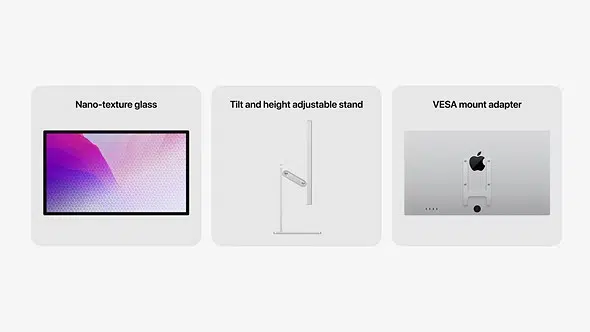 Nano-texture glass
Tilt and height adjustable stand
VESA mount adapter